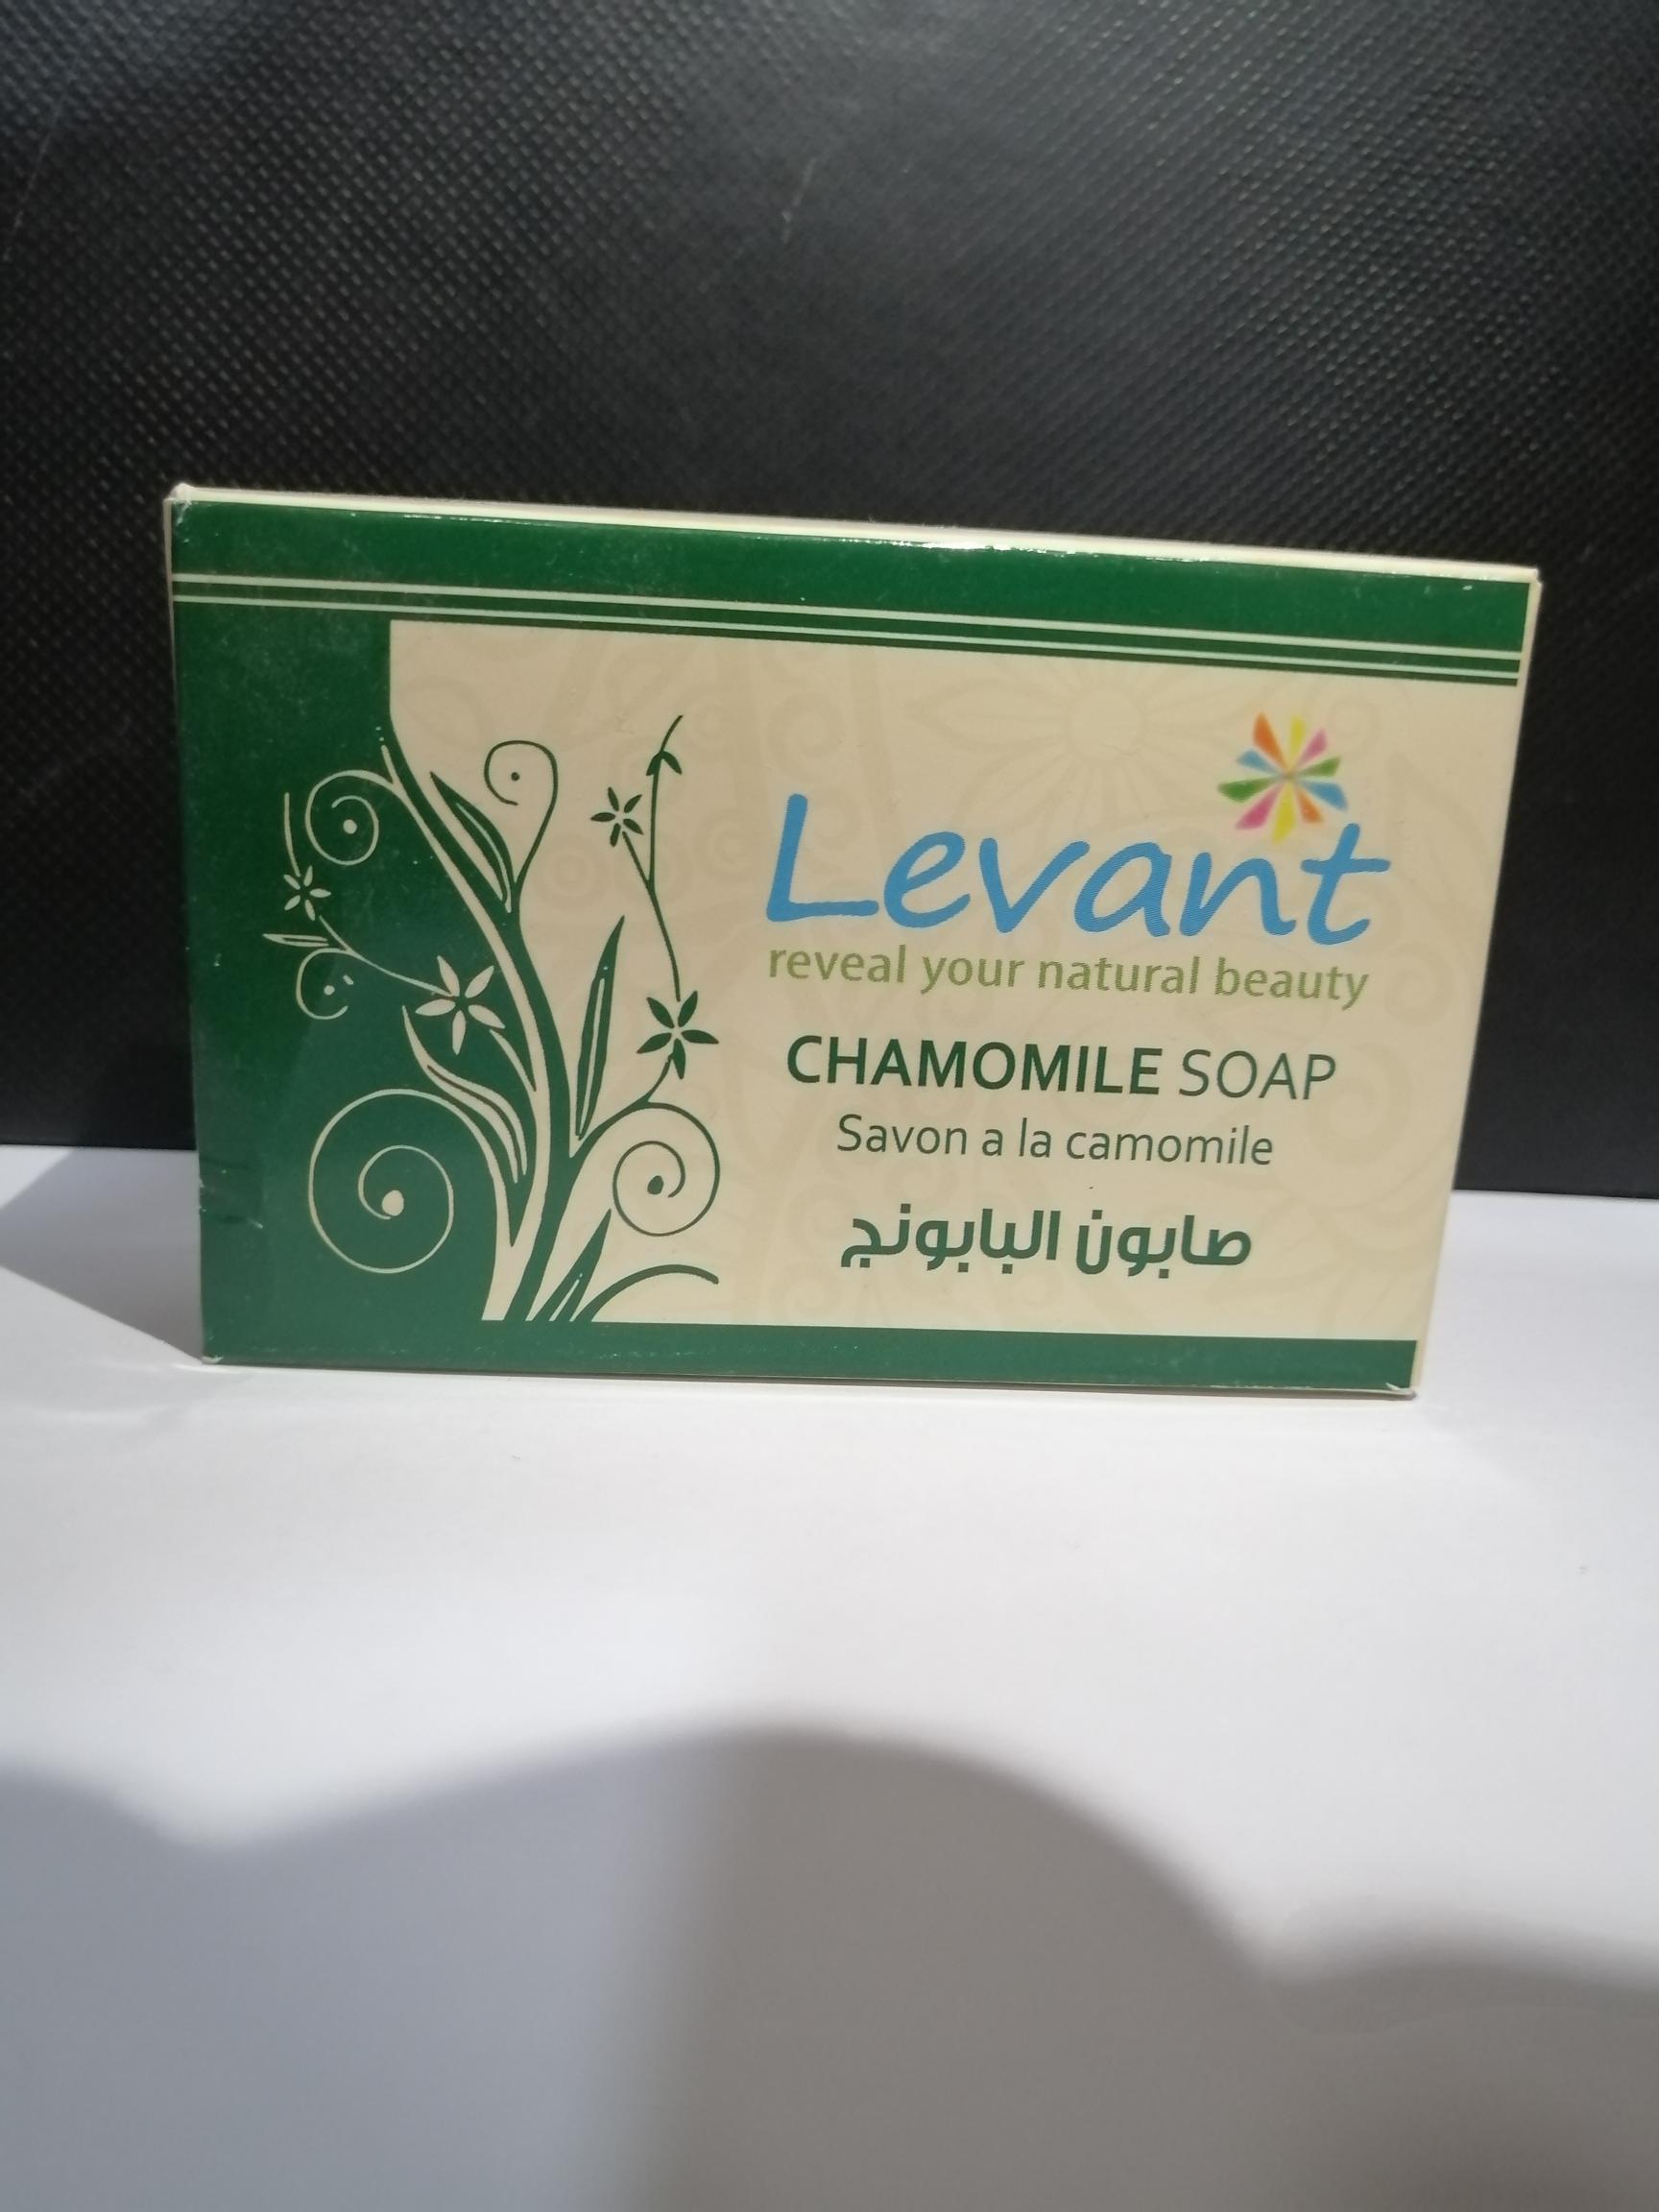 Levant
reveal your natural beauty
CHAMOMILE SOAP
Savon a la camomile
صابون البابونج